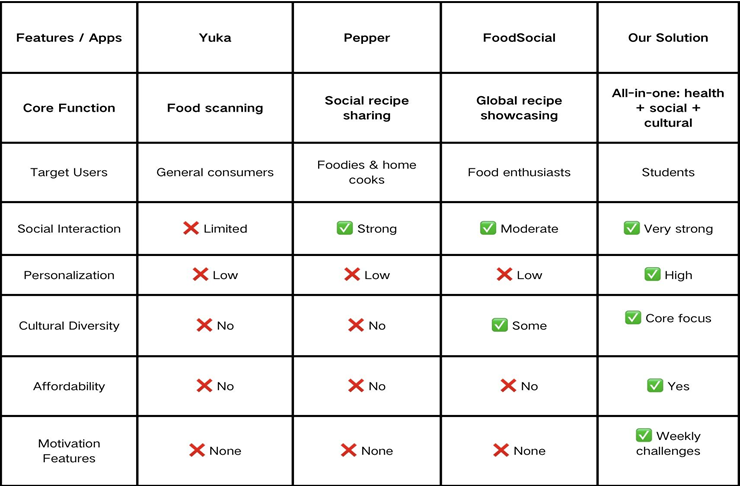 Features / Apps Yuka Pepper FoodSocial Our Solution
Core Function Food scanning Social recipe sharing Global recipe showcasing All-in-one: health + social + cultural
Target Users General consumers Foodies & home cooks Food enthusiasts Students
Social Interaction ❌ Limited ✅ Strong ✅ Moderate ✅ Very strong
Personalization ❌ Low ❌ Low ❌ Low ✅ High
Cultural Diversity ❌ No ❌ No ✅ Some ✅ Core focus
Affordability ❌ No ❌ No ❌ No ✅ Yes
Motivation Features ❌ None ❌ None ❌ None ✅ Weekly challenges